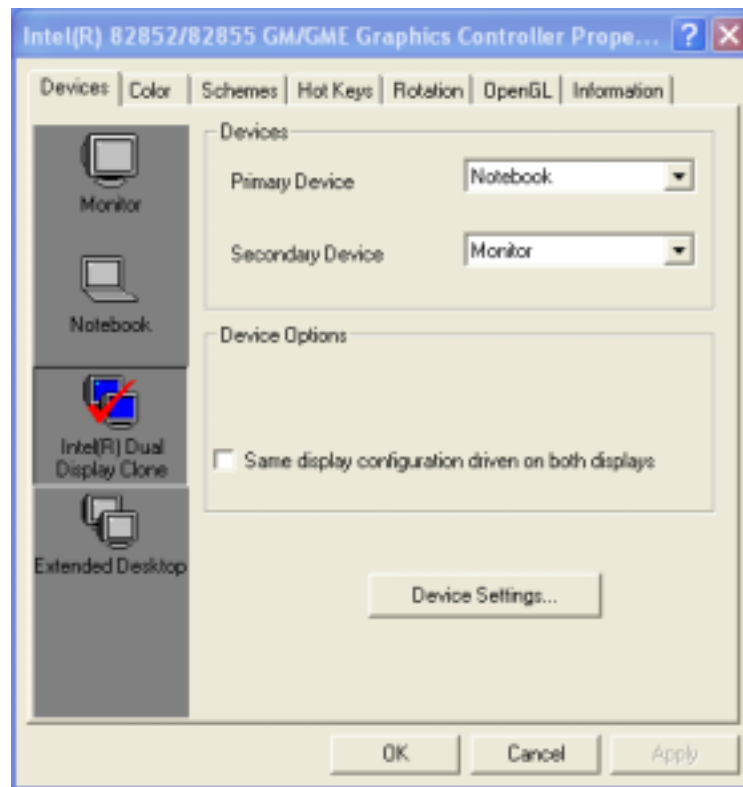 Intel(R) 82852/82855 GM/GME Graphics Controller Prope...
Devices Color Schemes Hot Keys Rotation OpenGL Information
Monitor
Notebook
Intel(R) Dual
Display Clone
Extended Desktop
Devices
Primary Device Notebook
Secondary Device Monitor
Device Options
Same display configuration driven on both displays
Device Settings...
OK Cancel Apply